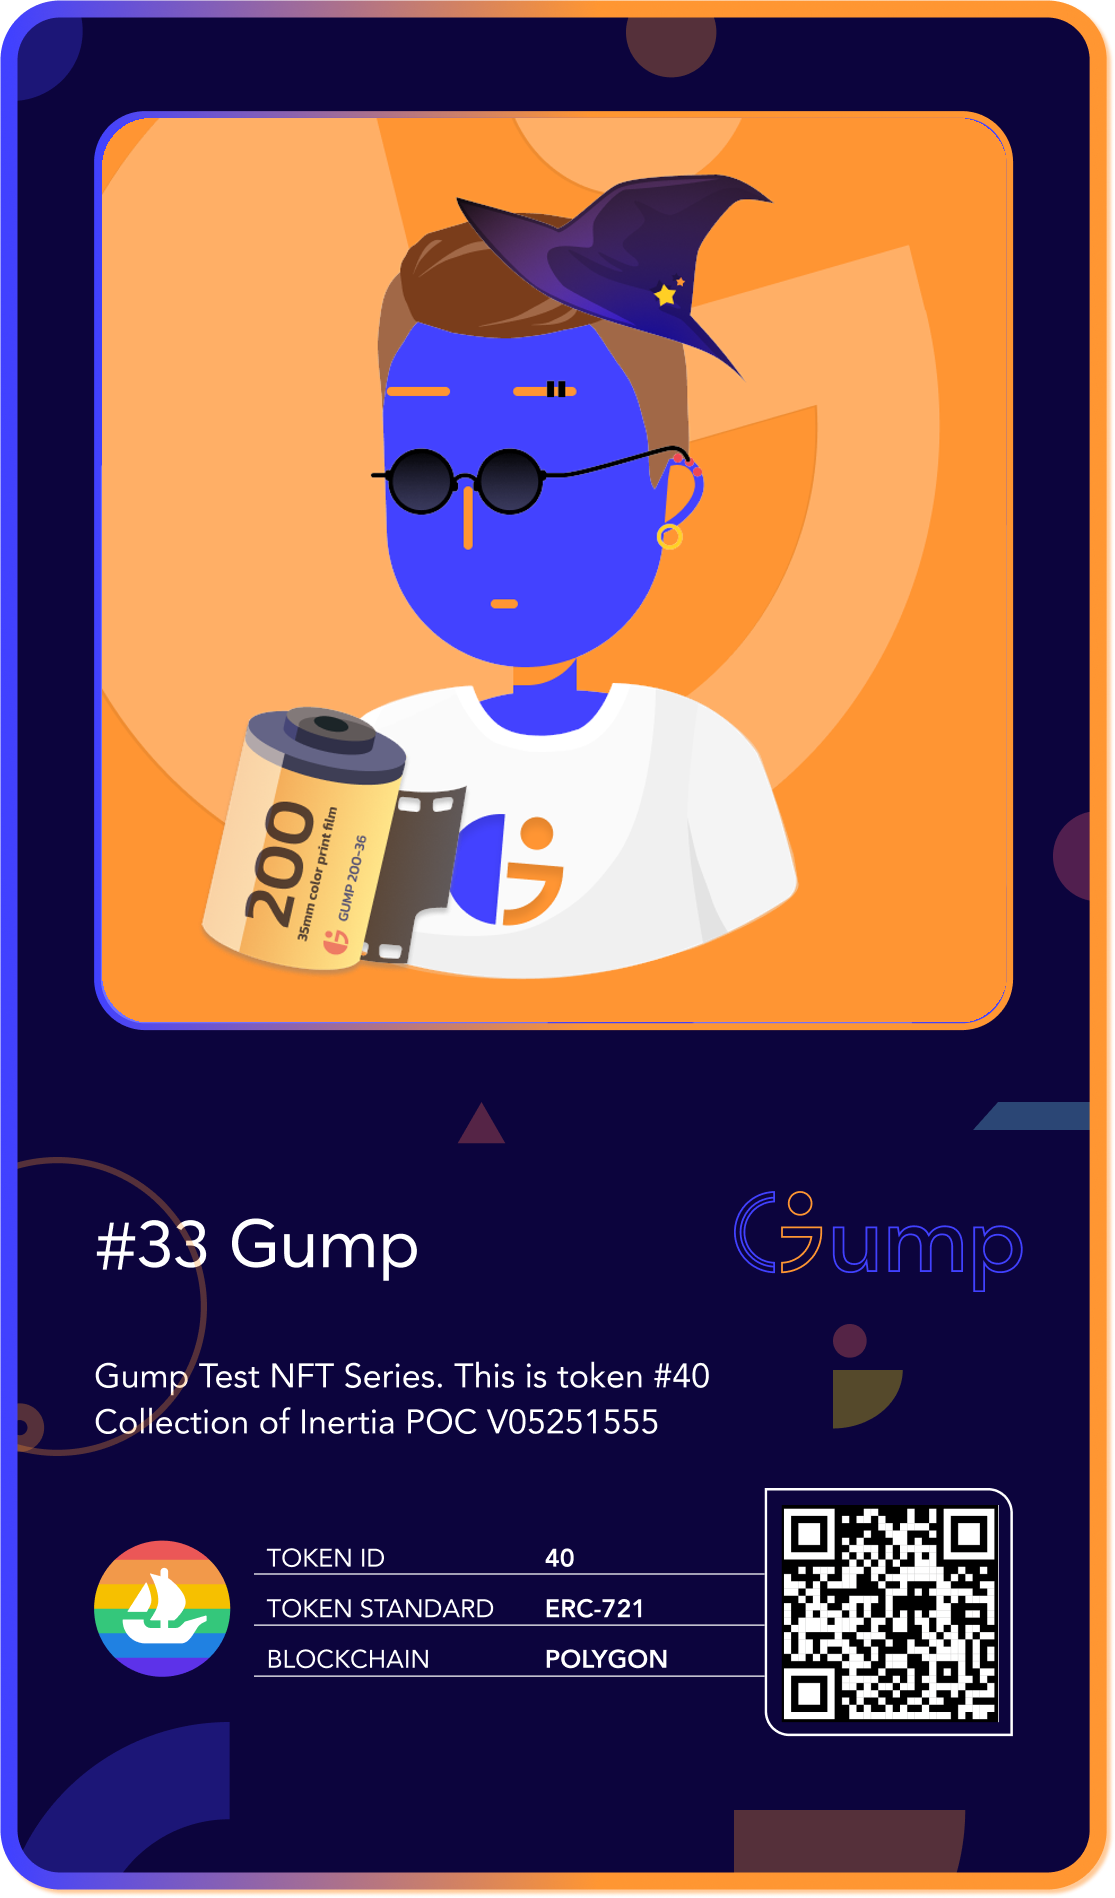 200
35mm color print film
GUMP 200-36
#33 Gump
Gump
Gump Test NFT Series. This is token #40
Collection of Inertia POC V05251555
TOKEN ID 40
TOKEN STANDARD ERC-721
BLOCKCHAIN POLYGON